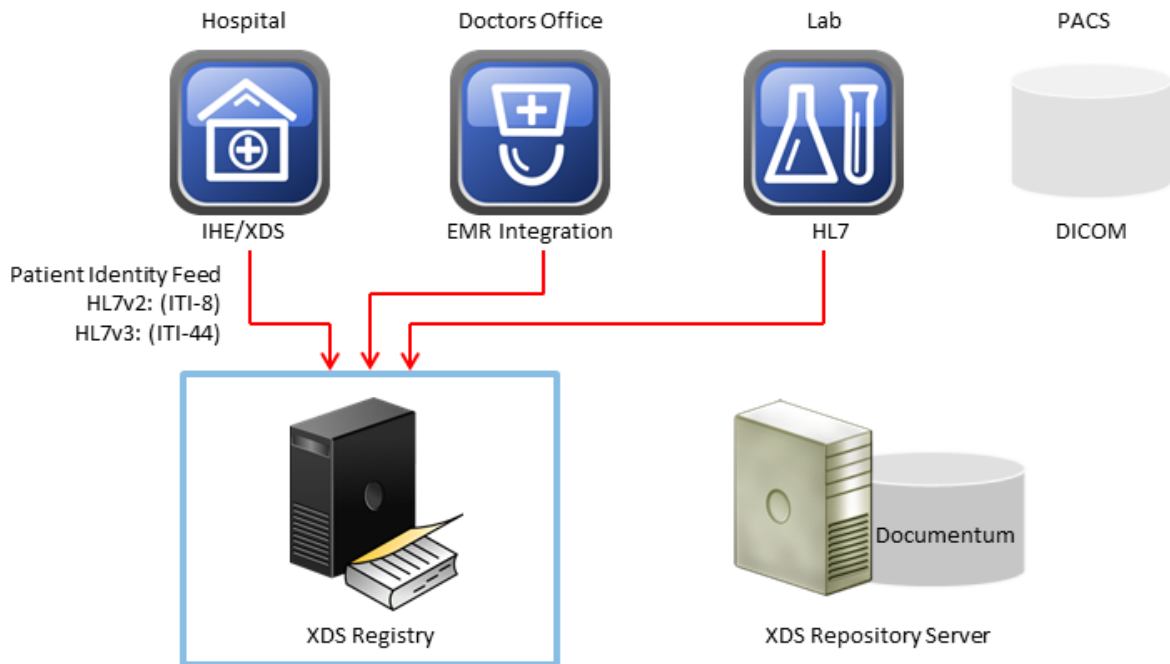 Hospital
Doctors Office
Lab
PACS
IHE/XDS
EMR Integration
HL7
DICOM
Patient Identity Feed
HL7v2: (ITI-8)
HL7v3: (ITI-44)
Documentum
XDS Registry
XDS Repository Server